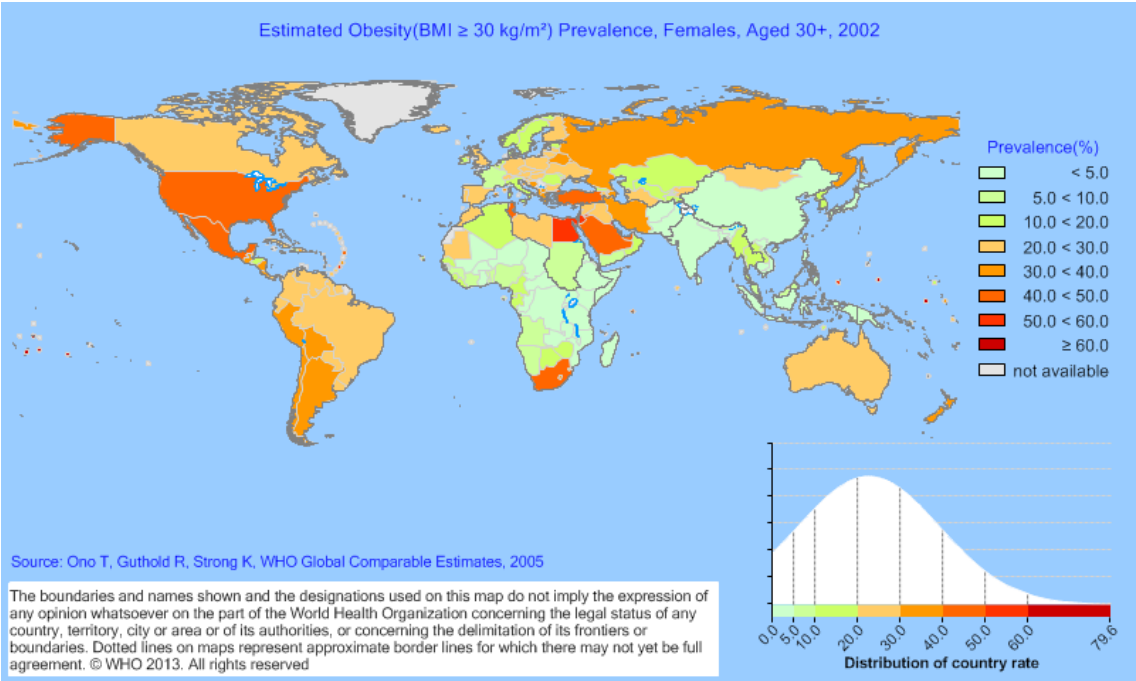 Estimated Obesity(BMI ≥ 30 kg/m²) Prevalence, Females, Aged 30+, 2002
Prevalence(%)
< 5.0
5.0 < 10.0
10.0 < 20.0
20.0 < 30.0
30.0 < 40.0
40.0 < 50.0
50.0 < 60.0
≥ 60.0
not available
Source: Ono T, Guthold R, Strong K, WHO Global Comparable Estimates, 2005
The boundaries and names shown and the designations used on this map do not imply the expression of
any opinion whatsoever on the part of the World Health Organization concerning the legal status of any
country, territory, city or area or of its authorities, or concerning the delimitation of its frontiers or
boundaries. Dotted lines on maps represent approximate border lines for which there may not yet be full
agreement. © WHO 2013. All rights reserved
0.0 5.0 10.0 20.0 30.0 40.0 50.0 60.0 79.6
Distribution of country rate